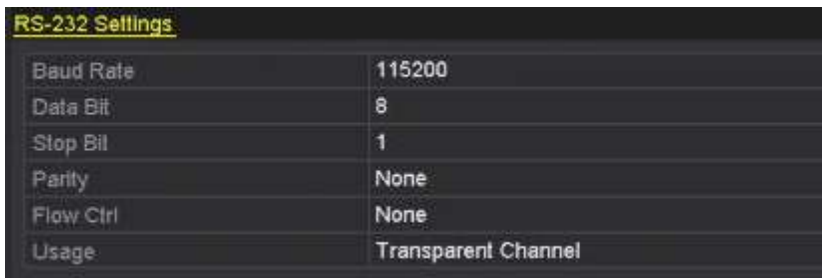 RS-232 Settings
Baud Rate 115200
Data Bit 8
Stop Bit 1
Parity None
Flow Ctrl None
Usage Transparent Channel